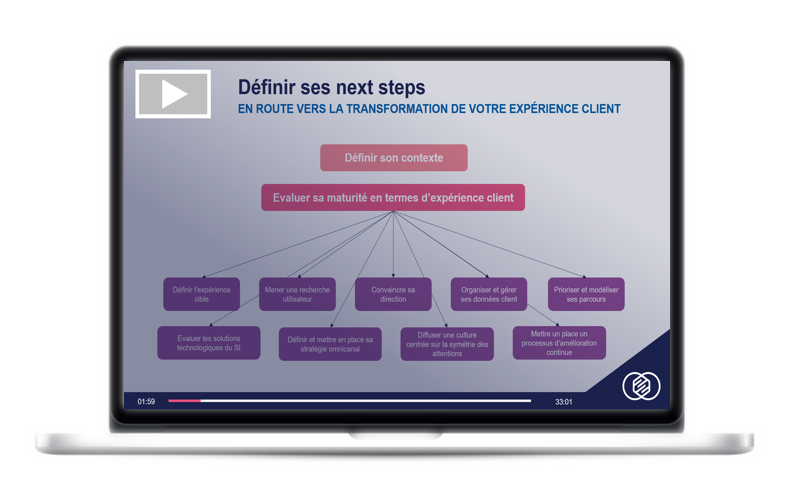 Définir ses next steps
EN ROUTE VERS LA TRANSFORMATION DE VOTRE EXPÉRIENCE CLIENT
Définir son contexte
Evaluer sa maturité en termes d'expérience client
Définir l'expérience
cible
Mener une recherche
utilisateur
Convaincre sa
direction
Organiser et gérer
ses données client
Prioriser et modéliser
ses parcours
Evaluer les solutions
technologiques du SI
Définir et mettre en place sa
stratégie omnicanal
Diffuser une culture
centrée sur la symétrie des
attentions
Mettre un place un
processus d'amélioration
continue
01:59
33:01